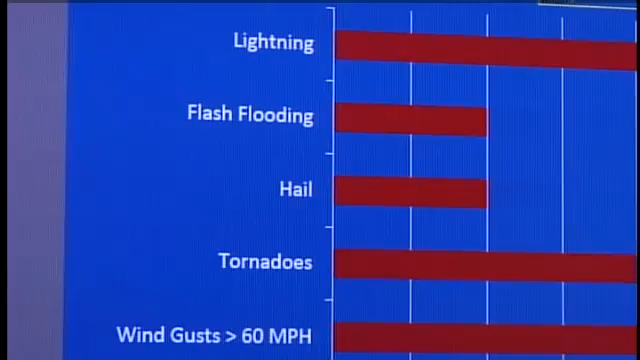 Lightning
Flash Flooding
Hail
Tornadoes
Wind Gusts > 60 MPH